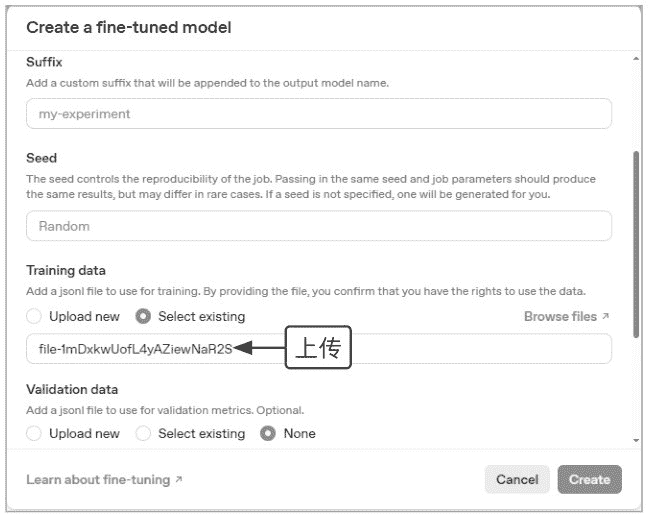 Create a fine-tuned model
Suffix
Add a custom suffix that will be appended to the output model name.
my-experiment
Seed
The seed controls the reproducibility of the job. Passing in the same seed and job parameters should produce
the same results, but may differ in rare cases. If a seed is not specified, one will be generated for you.
Random
Training data
Add a jsonl file to use for training. By providing the file, you confirm that you have the rights to use the data.
Upload new Select existing Browse files ↗
file-1mDxkwUofL4yAZiewNaR2S 上传
Validation data
Add a jsonl file to use for validation metrics. Optional.
Upload new Select existing None
Learn about fine-tuning ↗ Cancel Create